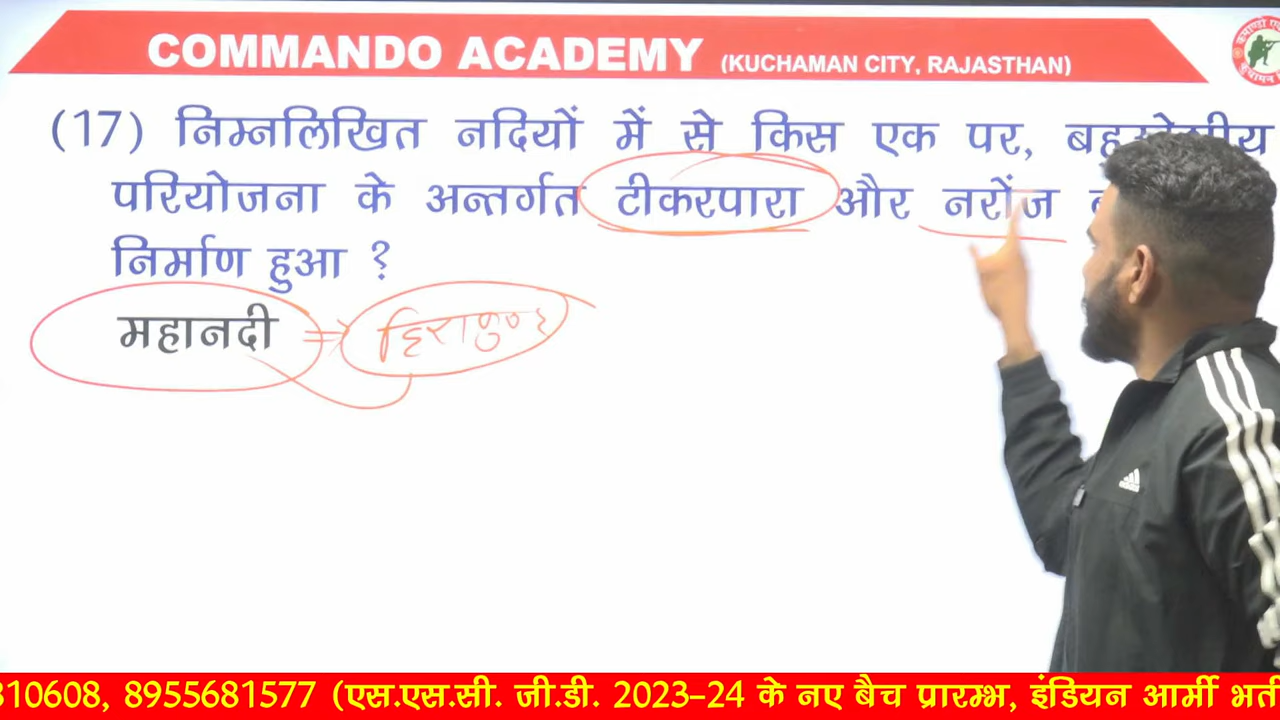 COMMANDO ACADEMY (KUCHAMAN CITY, RAJASTHAN)
(17) निम्नलिखित नदियों में से किस एक पर,
परियोजना के अन्तर्गत टीकरपारा और नरोंज
निर्माण हुआ ?
महानदी ⇒ हिराकुण्ड
310608, 8955681577 (एस.एस.सी. जी.डी. 2023-24 के नए बैच प्रारम्भ, इंडियन आर्मी भर्ती